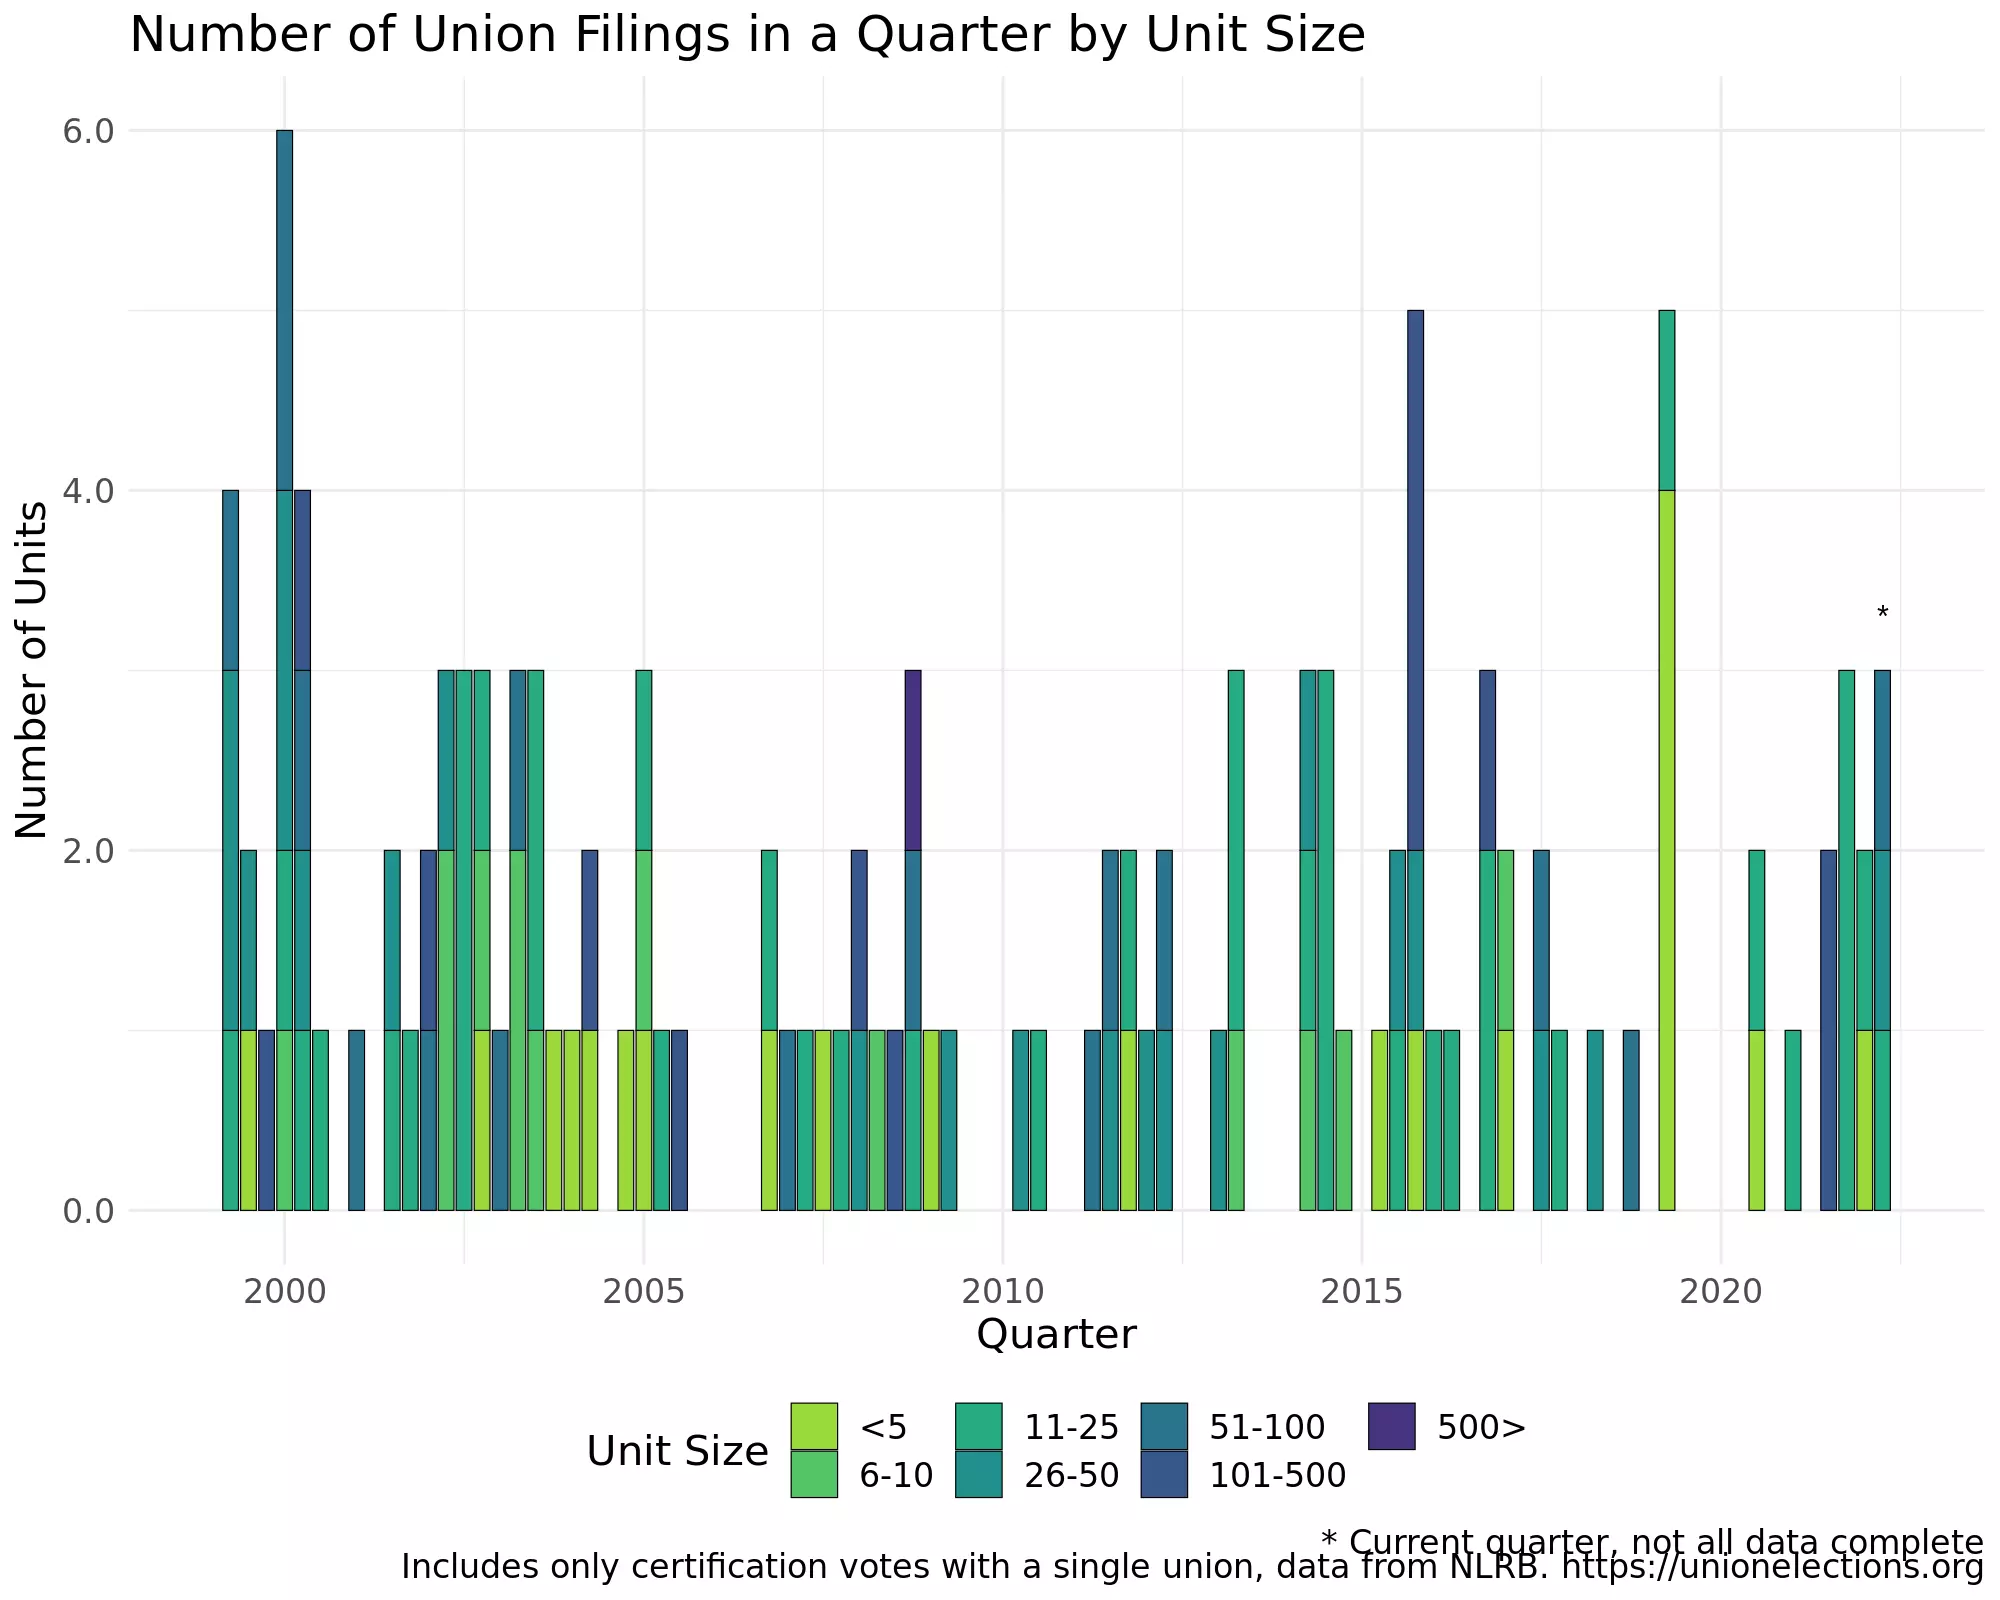 Number of Union Filings in a Quarter by Unit Size
6.0
4.0
2.0
0.0
Number of Units
*
2000 2005 2010 2015 2020
Quarter
Unit Size
<5 11-25 51-100 500>
6-10 26-50 101-500
* Current quarter, not all data complete
Includes only certification votes with a single union, data from NLRB. https://unionelections.org